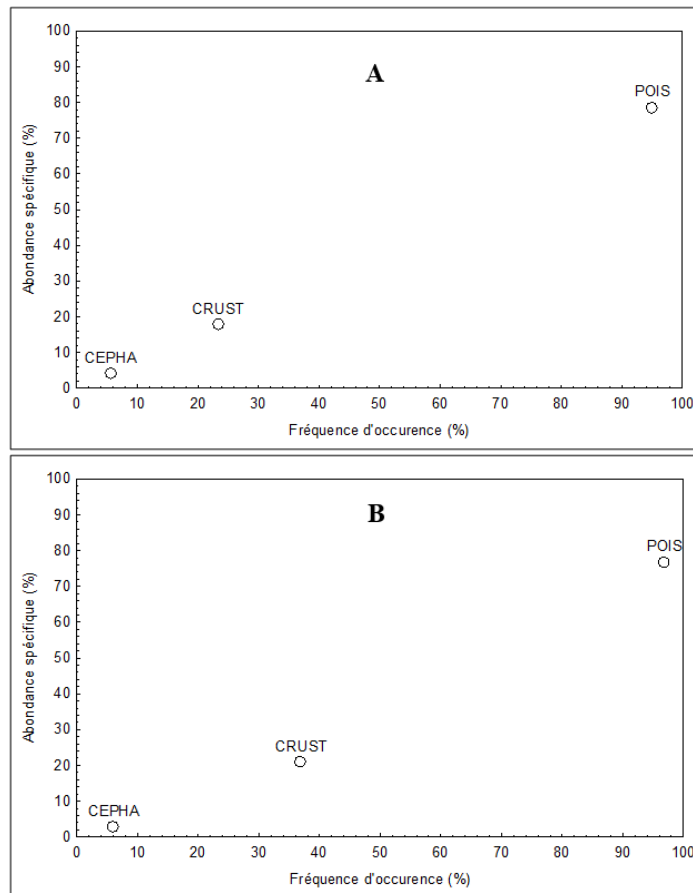 A
Abondance spécifique (%)
100
90
80
70
60
50
40
30
20
10
0
POIS
CRUST
CEPHA
0 10 20 30 40 50 60 70 80 90 100
Fréquence d'occurence (%)
B
Abondance spécifique (%)
100
90
80
70
60
50
40
30
20
10
0
POIS
CRUST
CEPHA
0 10 20 30 40 50 60 70 80 90 100
Fréquence d'occurence (%)